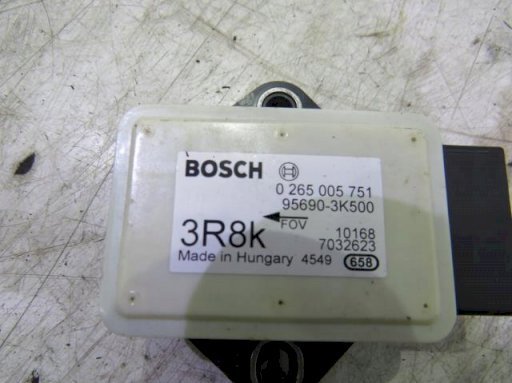 BOSCH
0 265 005 751
95690-3K500
FOV
3R8k
10168
7032623
Made in Hungary 4549 658